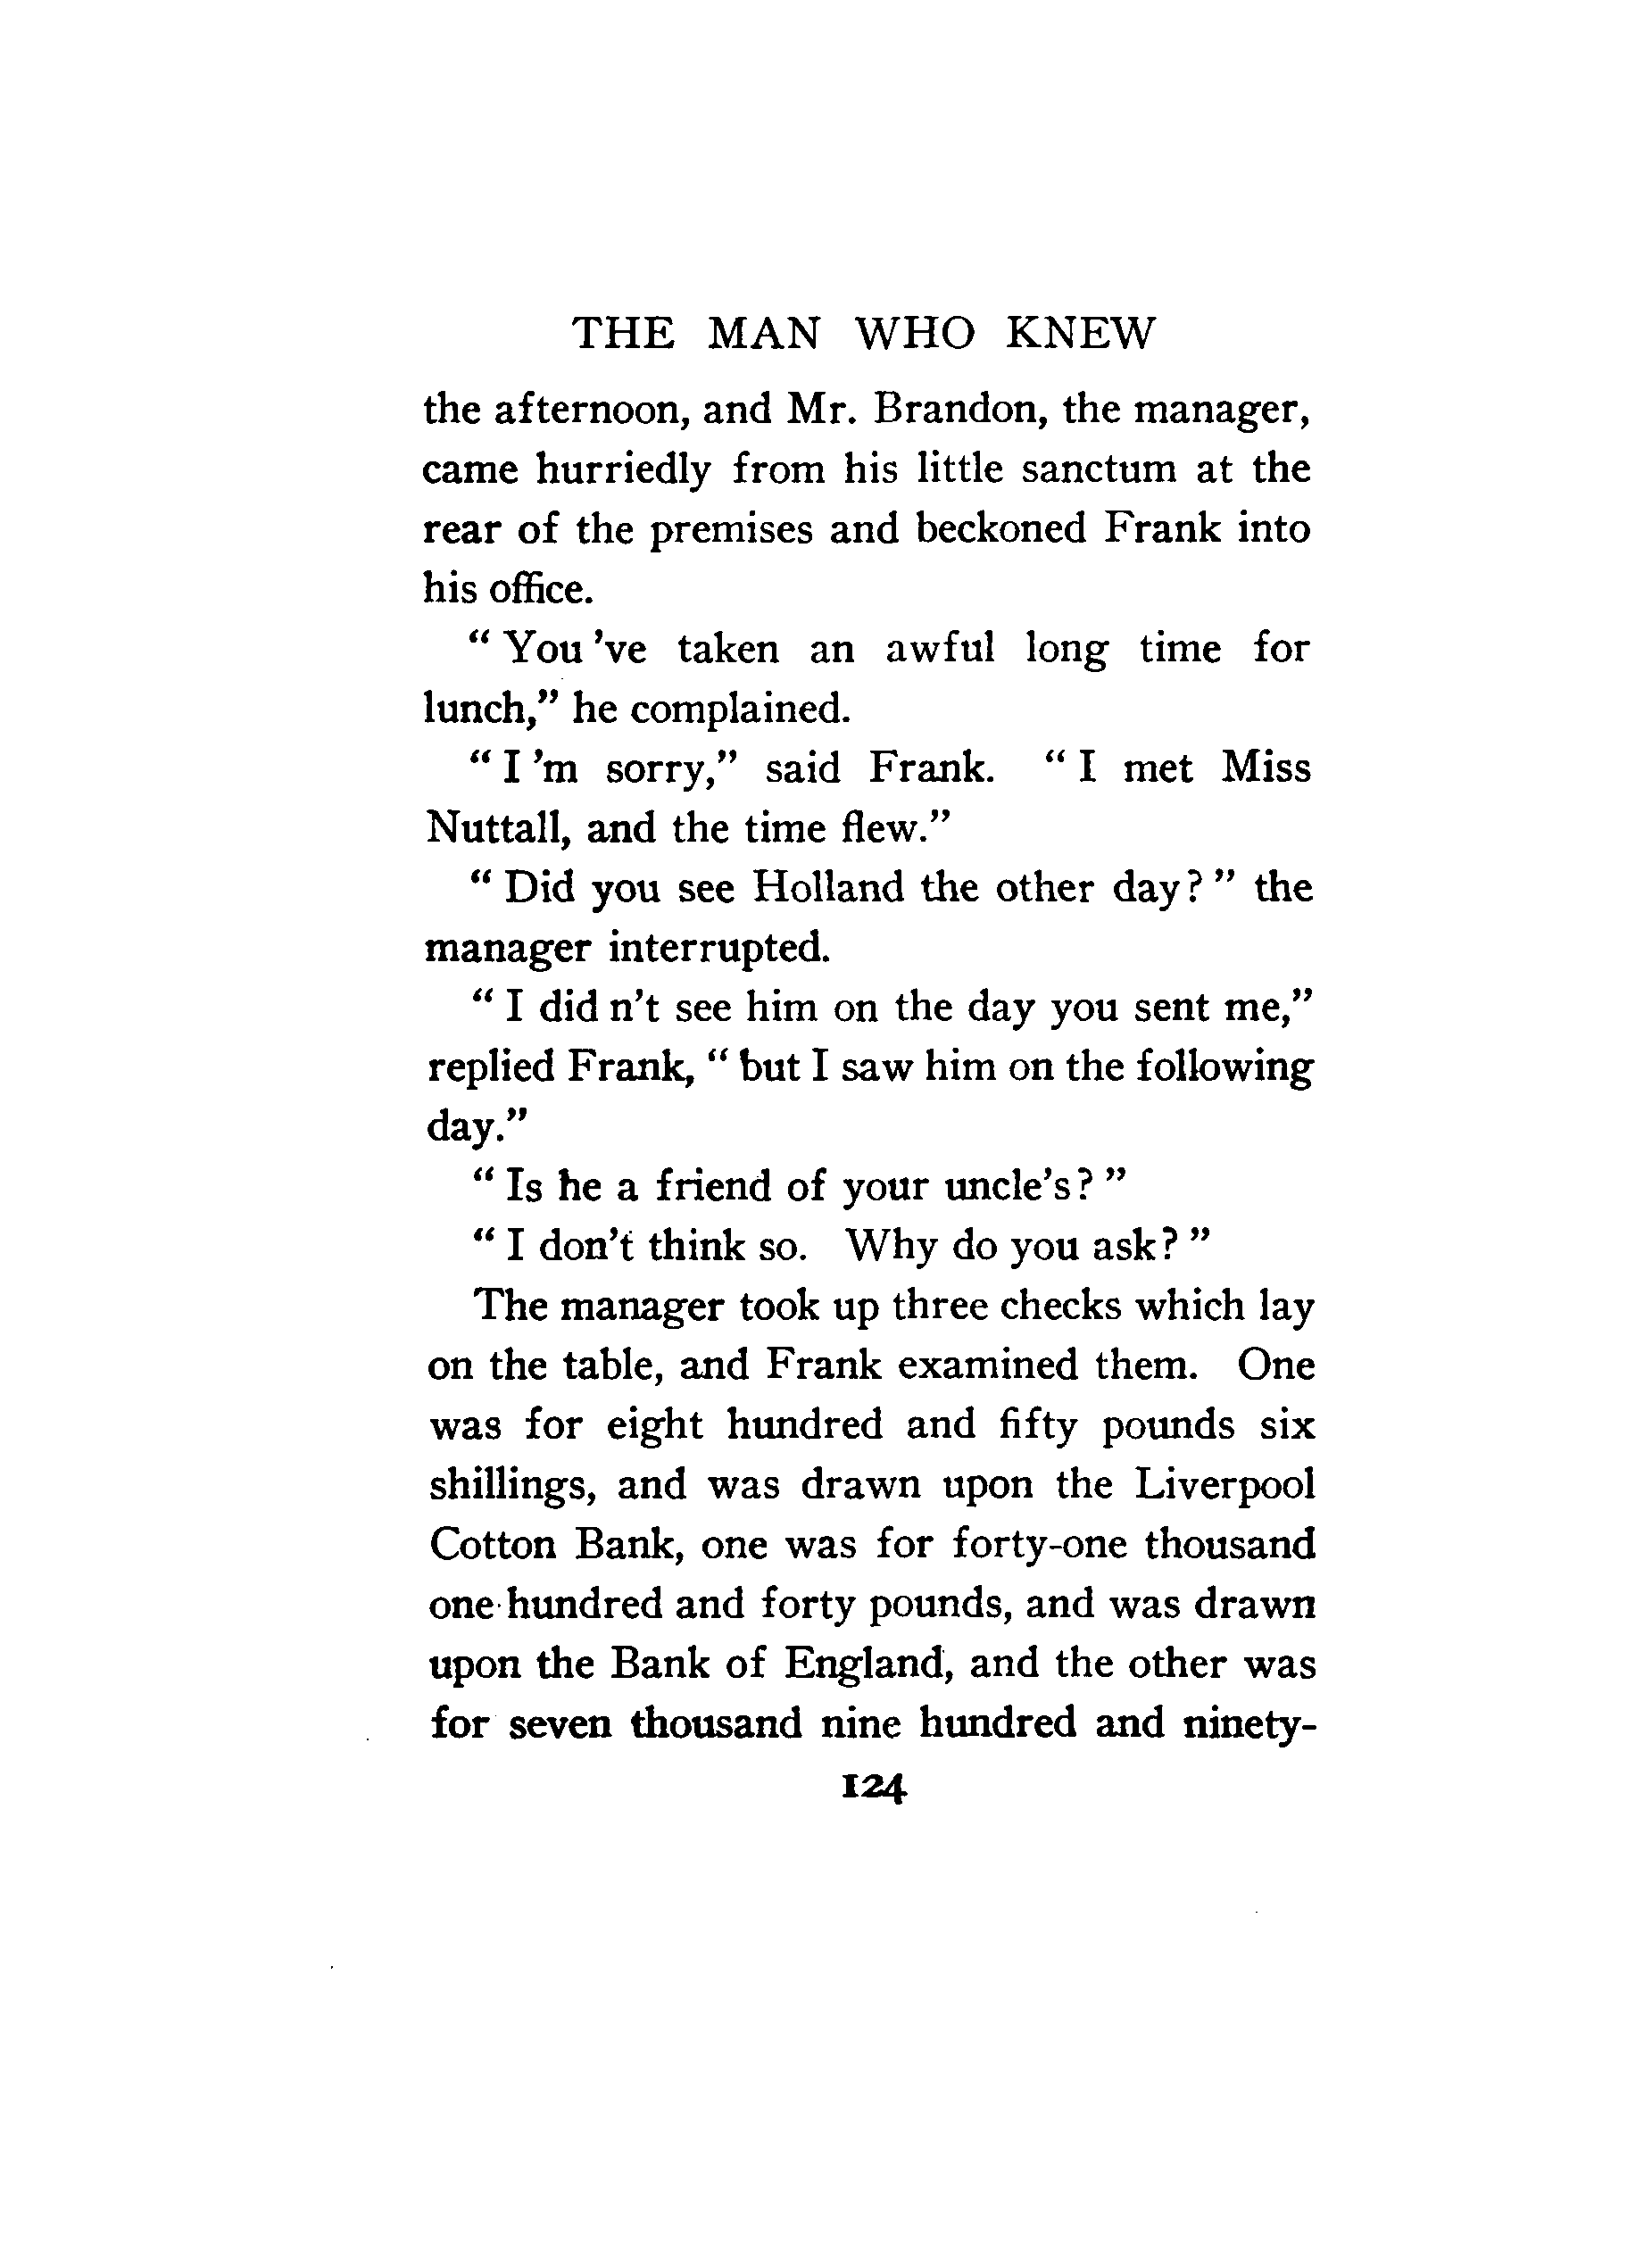 THE MAN WHO KNEW
the afternoon, and Mr. Brandon, the manager,
came hurriedly from his little sanctum at the
rear of the premises and beckoned Frank into
his office.
“ You 've taken an awful long time for
lunch,” he complained.
“ I 'm sorry,” said Frank. “ I met Miss
Nuttall, and the time flew.”
“ Did you see Holland the other day? ” the
manager interrupted.
“ I did n't see him on the day you sent me,”
replied Frank, “ but I saw him on the following
day.”
“ Is he a friend of your uncle's? ”
“ I don't think so. Why do you ask? ”
The manager took up three checks which lay
on the table, and Frank examined them. One
was for eight hundred and fifty pounds six
shillings, and was drawn upon the Liverpool
Cotton Bank, one was for forty-one thousand
one hundred and forty pounds, and was drawn
upon the Bank of England, and the other was
for seven thousand nine hundred and ninety-
124